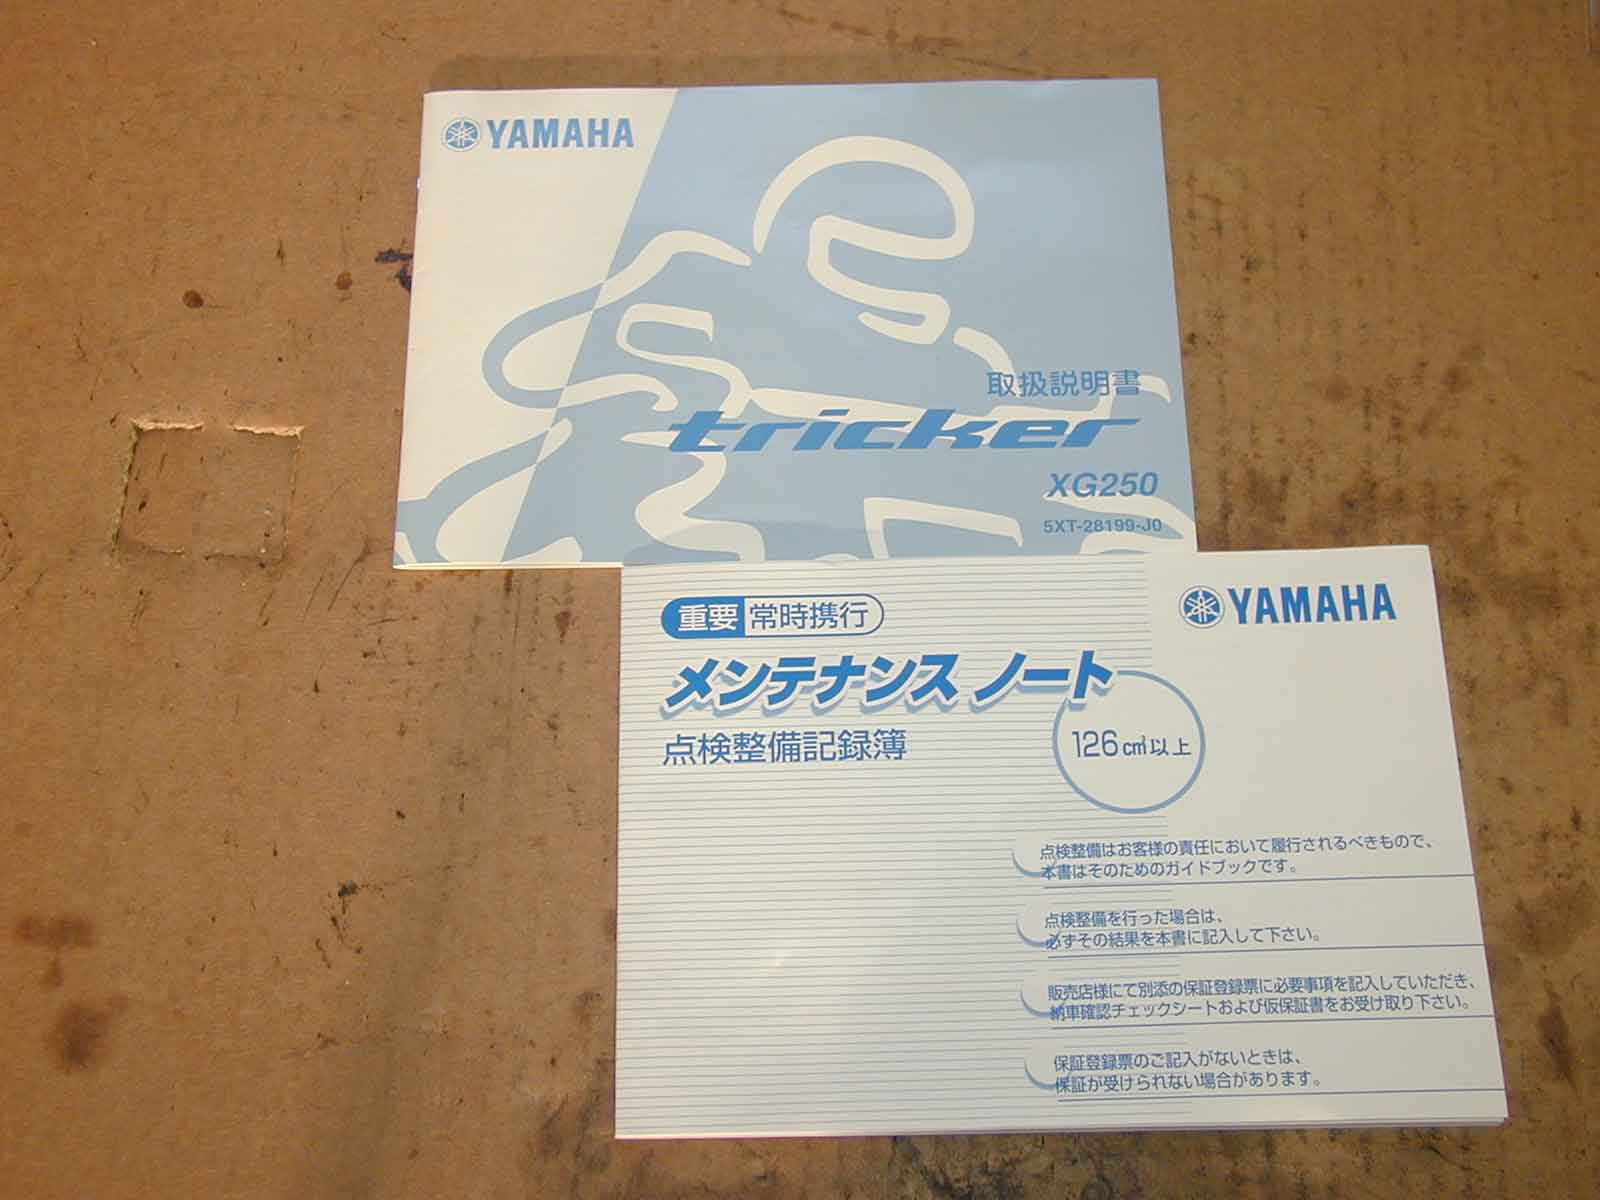 YAMAHA
取扱説明書
tricker
XG250
5XT-28199-J0
重要 常時携行
YAMAHA
メンテナンス ノート
点検整備記録簿
126㎤以上
点検整備はお客様の責任において履行されるべきもので、
本書はそのためのガイドブックです。
点検整備を行った場合は、
必ずその結果を本書に記入して下さい。
販売店様にて別添の保証登録票に必要事項を記入していただき、
納車確認チェックシートおよび仮保証書をお受け取り下さい。
保証登録票のご記入がないときは、
保証が受けられない場合があります。